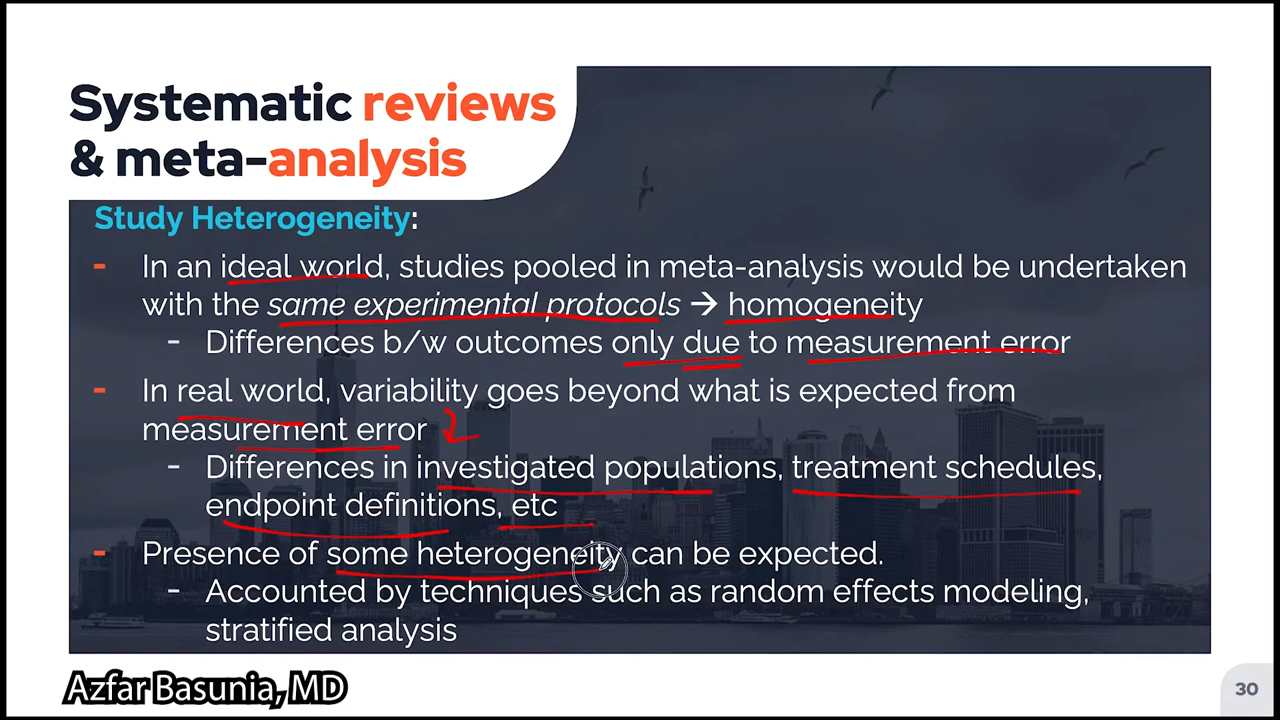 Systematic reviews
& meta-analysis
Study Heterogeneity:
- In an ideal world, studies pooled in meta-analysis would be undertaken
with the same experimental protocols → homogeneity
- Differences b/w outcomes only due to measurement error
- In real world, variability goes beyond what is expected from
measurement error
- Differences in investigated populations, treatment schedules,
endpoint definitions, etc
- Presence of some heterogeneity can be expected.
- Accounted by techniques such as random effects modeling,
stratified analysis
Azfar Basunia, MD
30